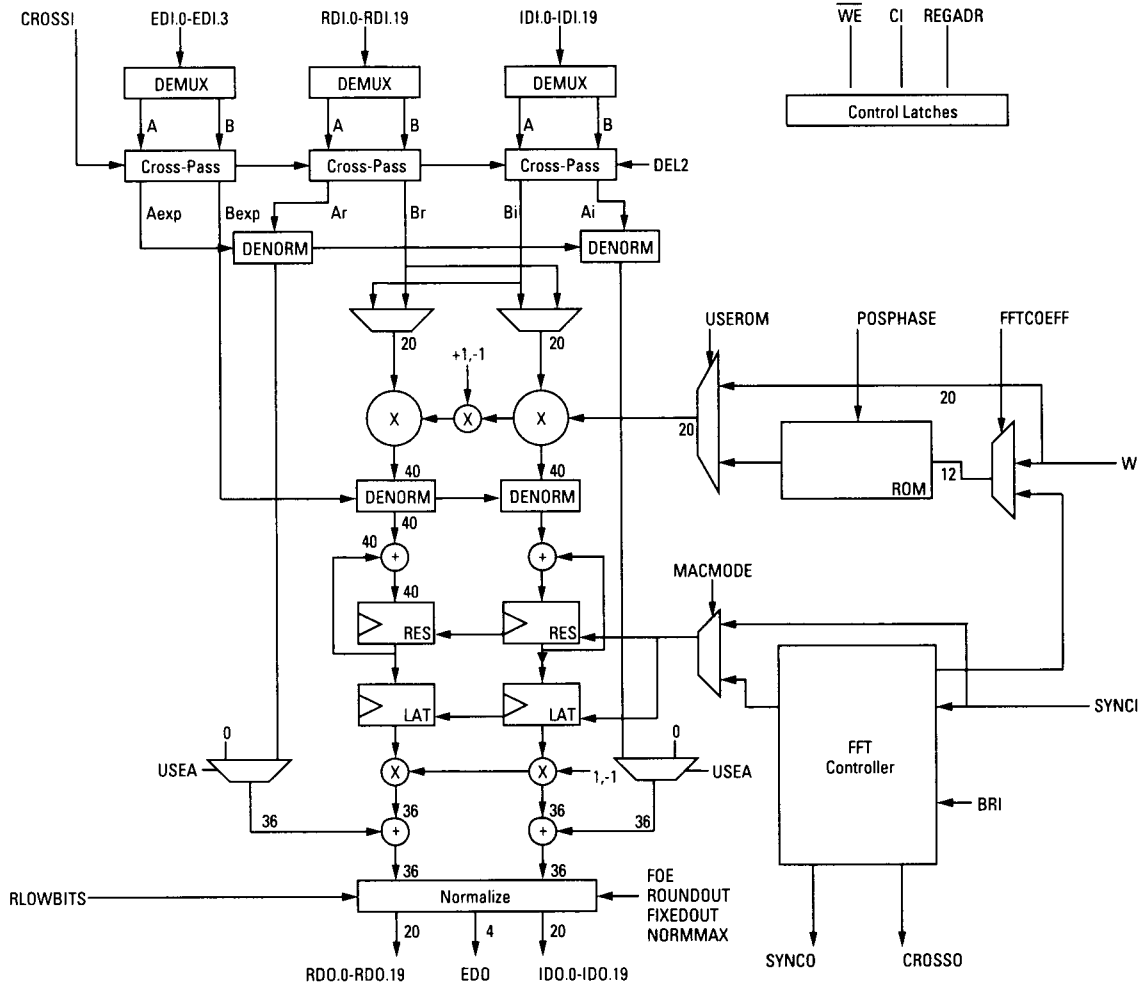 CROSSI
EDI.0-EDI.3
RDI.0-RDI.19
IDI.0-IDI.19
WE CI REGADR
DEMUX
DEMUX
DEMUX
Control Latches
A B
A B
A B
Cross-Pass
Cross-Pass
Cross-Pass
DEL2
Aexp
Bexp
Ar
Br
Bi
Ai
DENORM
DENORM
USEROM
POSPHASE
FFTCOEFF
20
20
+1,-1
20
X
X
X
20
12
W
ROM
40
40
DENORM
DENORM
40
40
+
+
MACMODE
40
RES
RES
LAT
LAT
SYNCI
FFT
Controller
0
0
USEA
USEA
X
X
1,-1
BRI
36
36
36
36
+
+
36
36
RLOWBITS
Normalize
FOE
ROUNDOUT
FIXEDOUT
NORMMAX
20
4
20
SYNCO
CROSSO
RDO.0-RDO.19
EDO
IDO.0-IDO.19